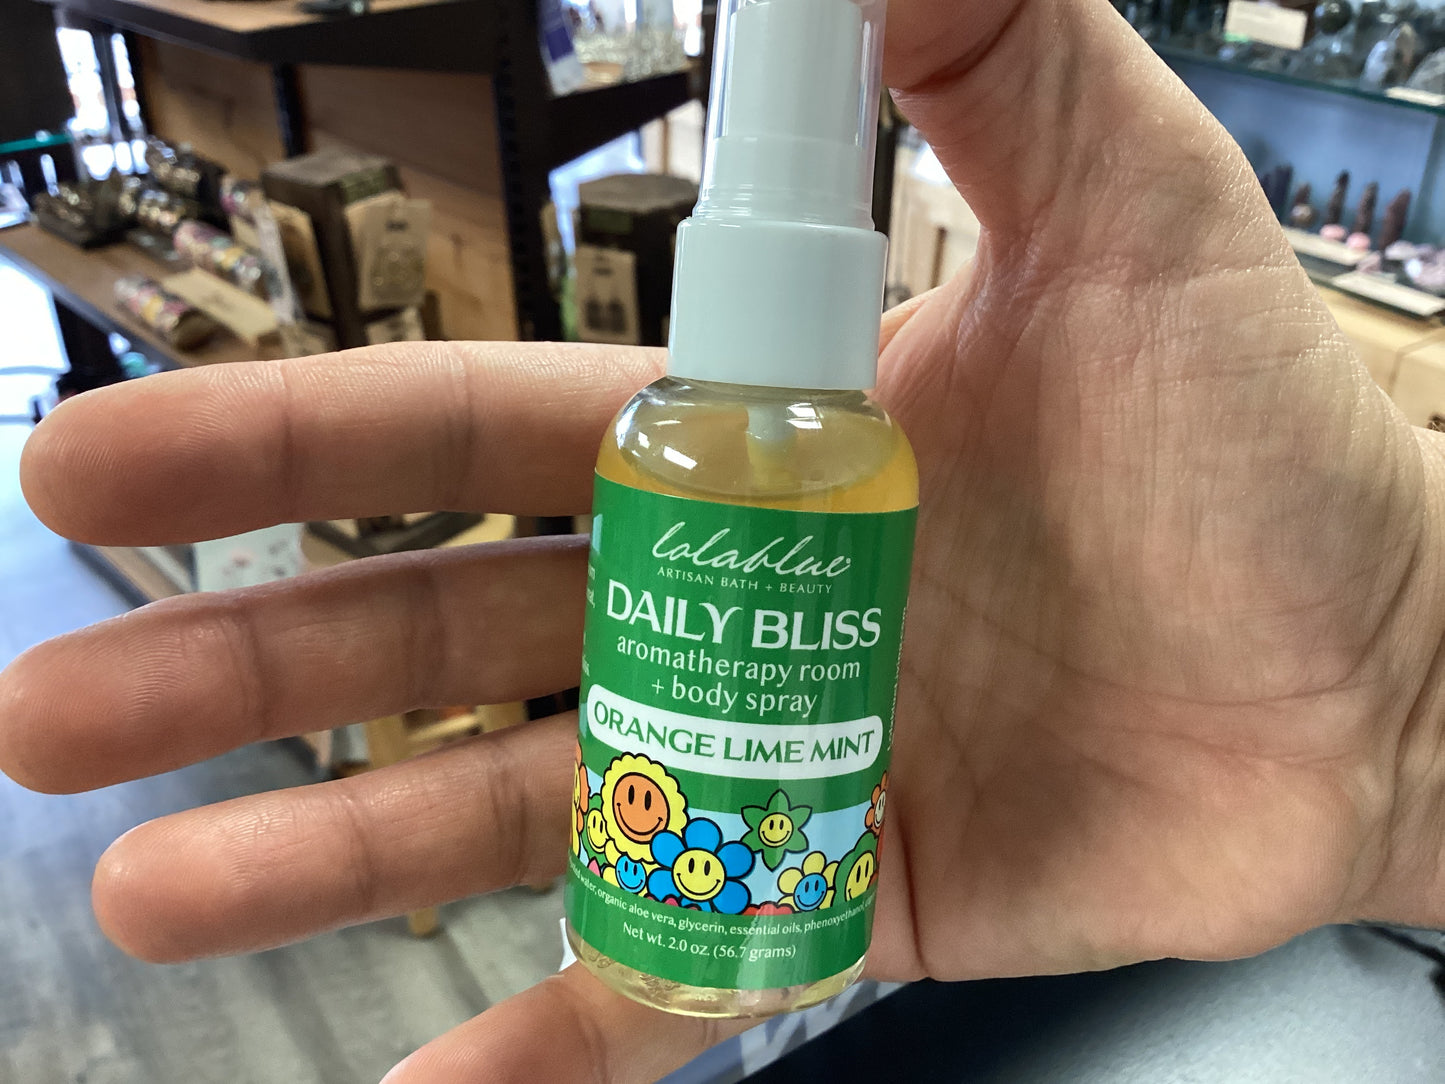 lolablue
ARTISAN BATH + BEAUTY
DAILY BLISS
aromatherapy room
+ body spray
ORANGE LIME MINT
water, organic aloe vera, glycerin, essential oils, phenoxyethanol,
Net wt. 2.0 oz. (56.7 grams)